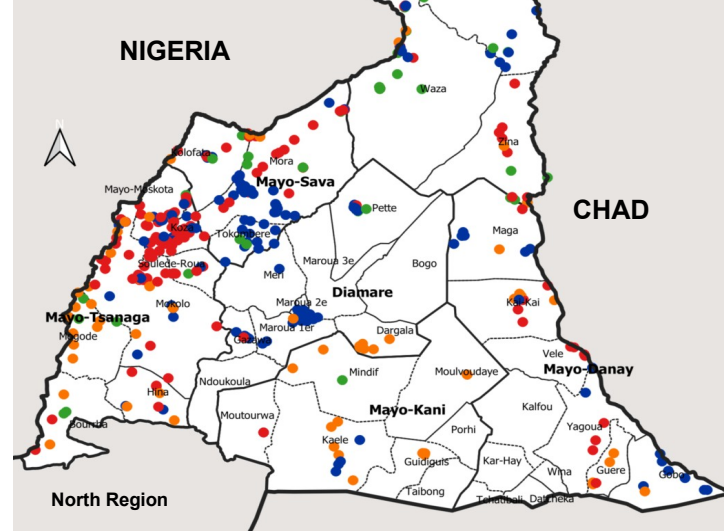 NIGERIA
N
Waza
Kolofata
Mora
Zina
Mayo-Sava
Mayo-Moskota
CHAD
Pette
Koza
Tokombere
Maga
Maroua 3e
Bogo
Soulede-Roua
Meri
Diamare
Mokolo
Maroua 2e
Kai-Kai
Mayo-Tsanaga
Maroua 1er
Dargala
Mogode
Gazawa
Vele
Mayo-Danay
Mindif
Moulvoudaye
Ndoukoula
Hina
Kalfou
Moutourwa
Mayo-Kani
Bourrha
Yagoua
Porhi
Kaele
Guidiguis
Kar-Hay
Wina
Guere
Gobo
Taibong
Tchatibali
Datcheka
North Region